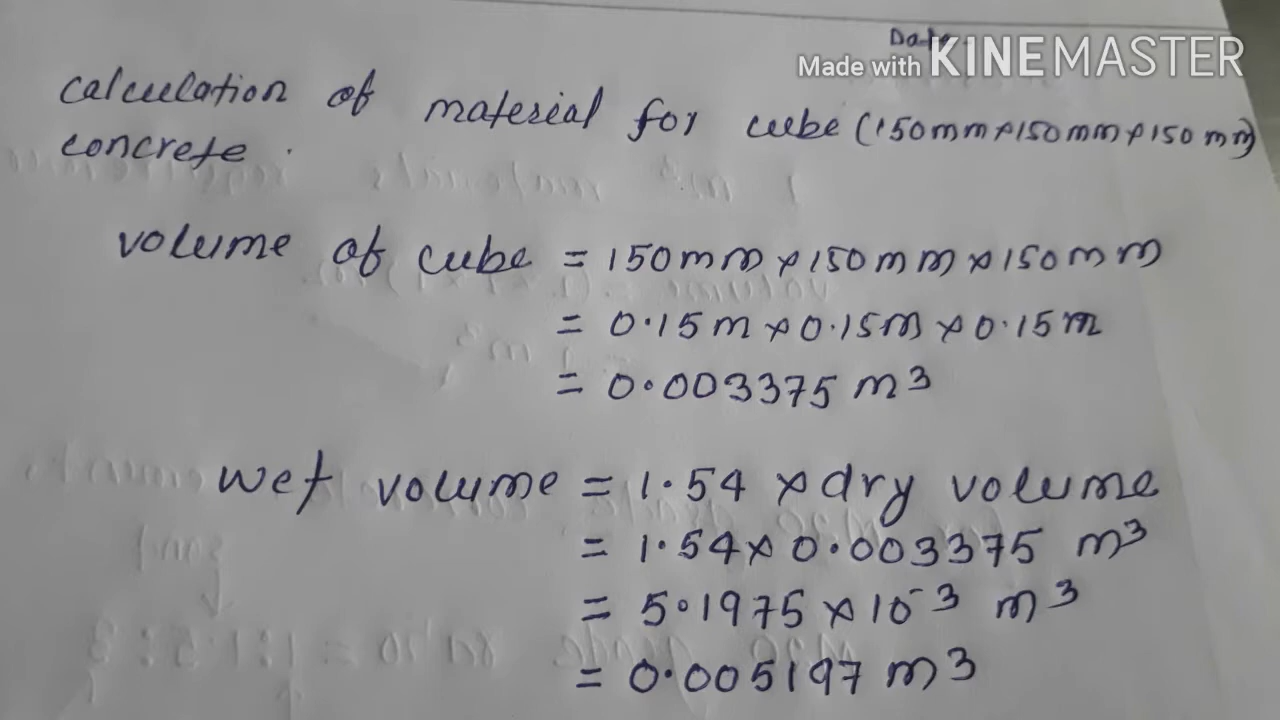 Date
Made with KINEMASTER
calculation of material for cube (150mm×150mm×150mm)
concrete.
volume of cube = 150mm×150mm×150mm
= 0.15m×0.15m×0.15m
= 0.003375 m³
wet volume = 1.54 × dry volume
= 1.54×0.003375 m³
= 5.1975×10⁻³ m³
= 0.005197 m³